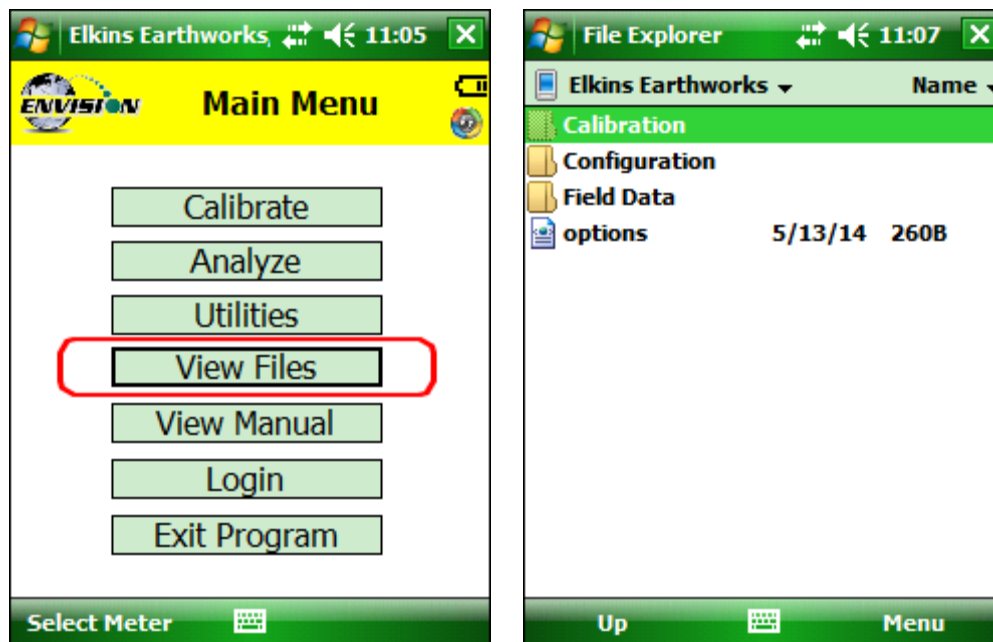 Elkins Earthworks, 11:05
ENVISION
Main Menu
Calibrate
Analyze
Utilities
View Files
View Manual
Login
Exit Program
Select Meter
File Explorer 11:07
Elkins Earthworks Name
Calibration
Configuration
Field Data
options 5/13/14 260B
Up Menu